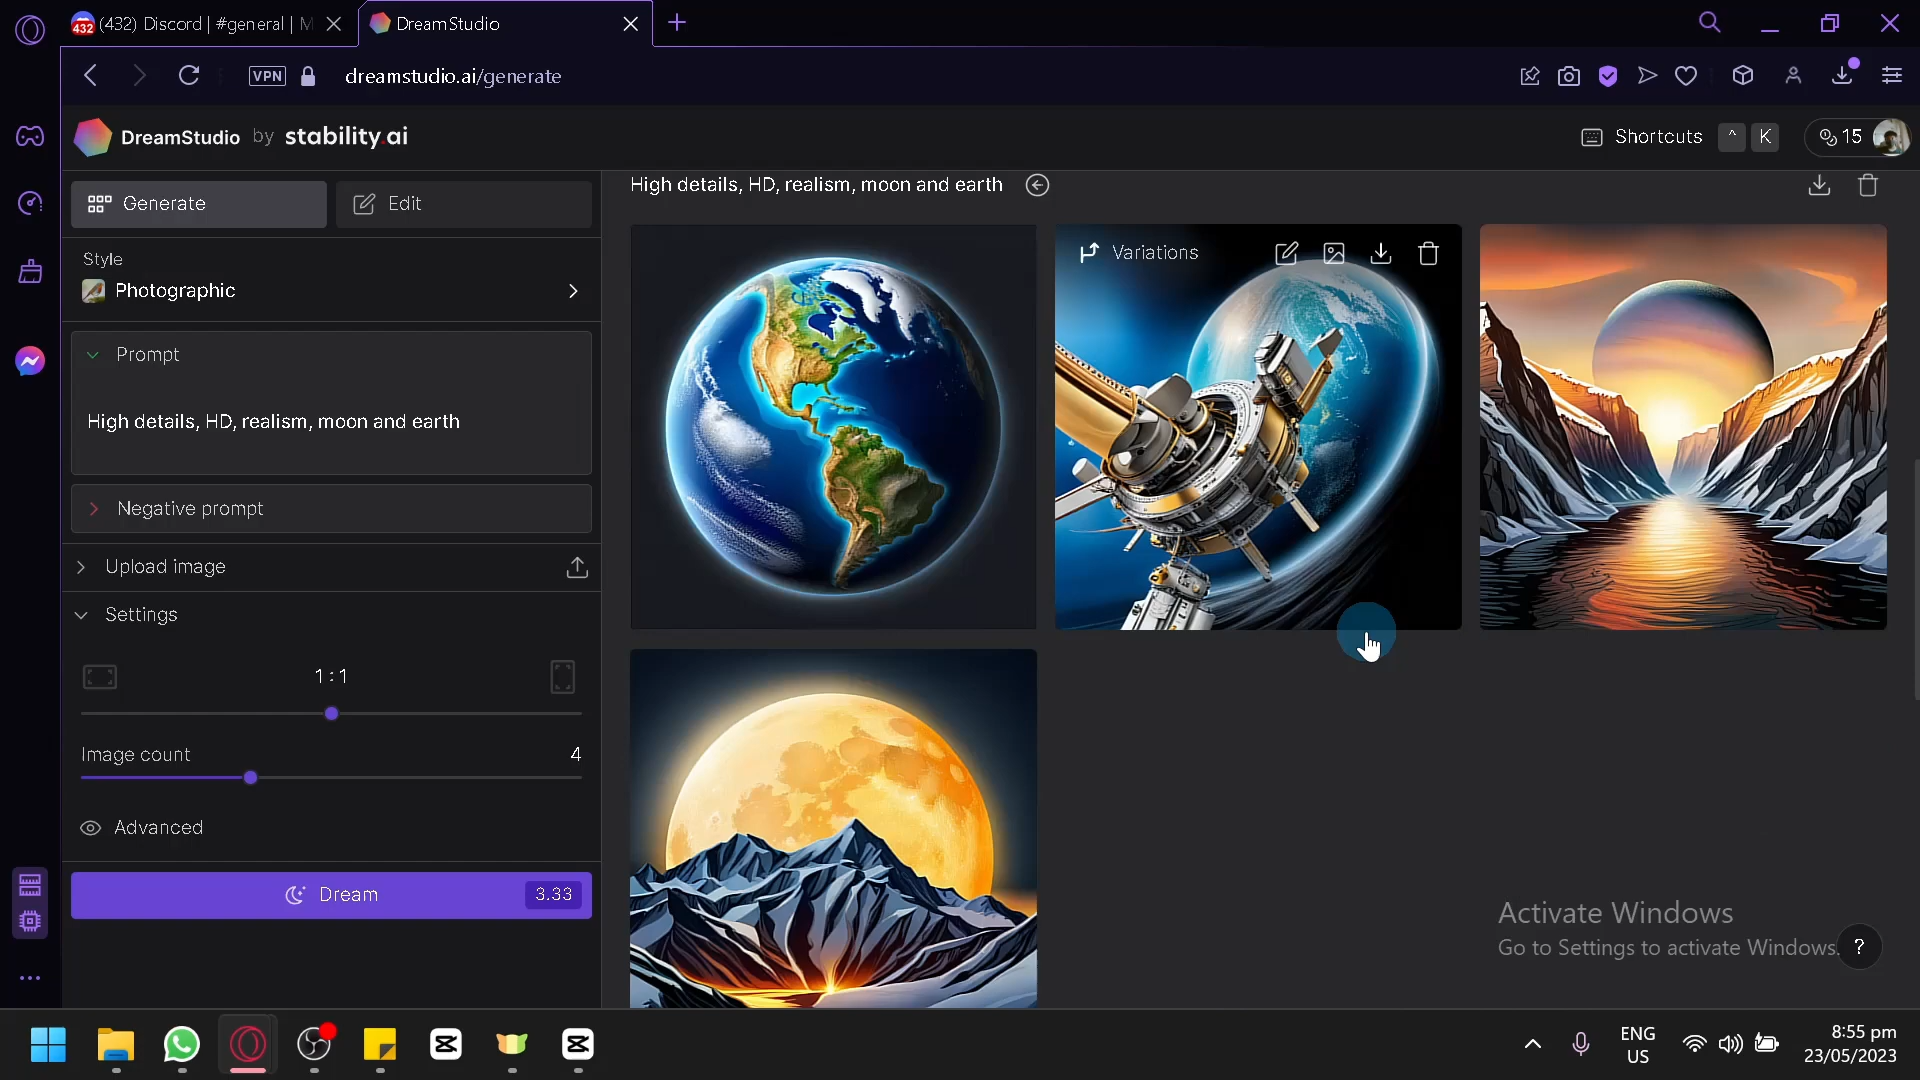 432
(432) Discord | #general | M
DreamStudio
VPN
dreamstudio.ai/generate
DreamStudio by stability.ai
Shortcuts ^ K
15
Generate
Edit
High details, HD, realism, moon and earth
Style
Photographic
Variations
Prompt
High details, HD, realism, moon and earth
Negative prompt
Upload image
Settings
1:1
Image count 4
Advanced
Dream 3.33
Activate Windows
Go to Settings to activate Windows.
?
ENG
US
8:55 pm
23/05/2023